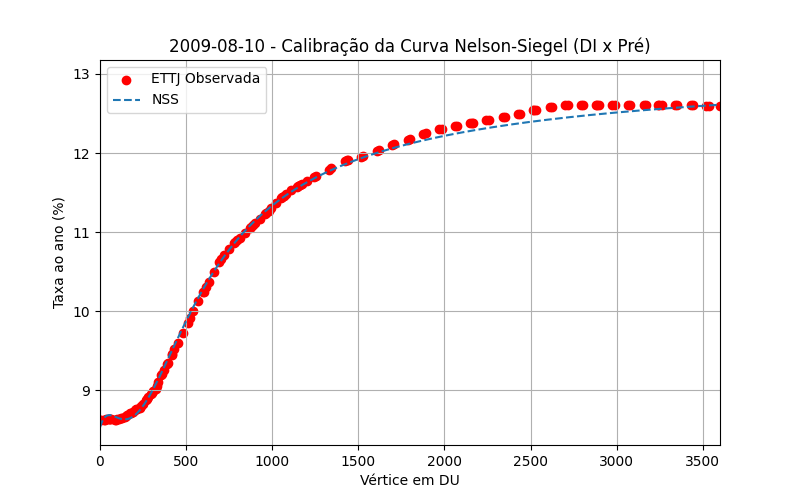 2009-08-10 - Calibração da Curva Nelson-Siegel (DI x Pré)
ETTJ Observada
NSS
Taxa ao ano (%)
13
12
11
10
9
0 500 1000 1500 2000 2500 3000 3500
Vértice em DU